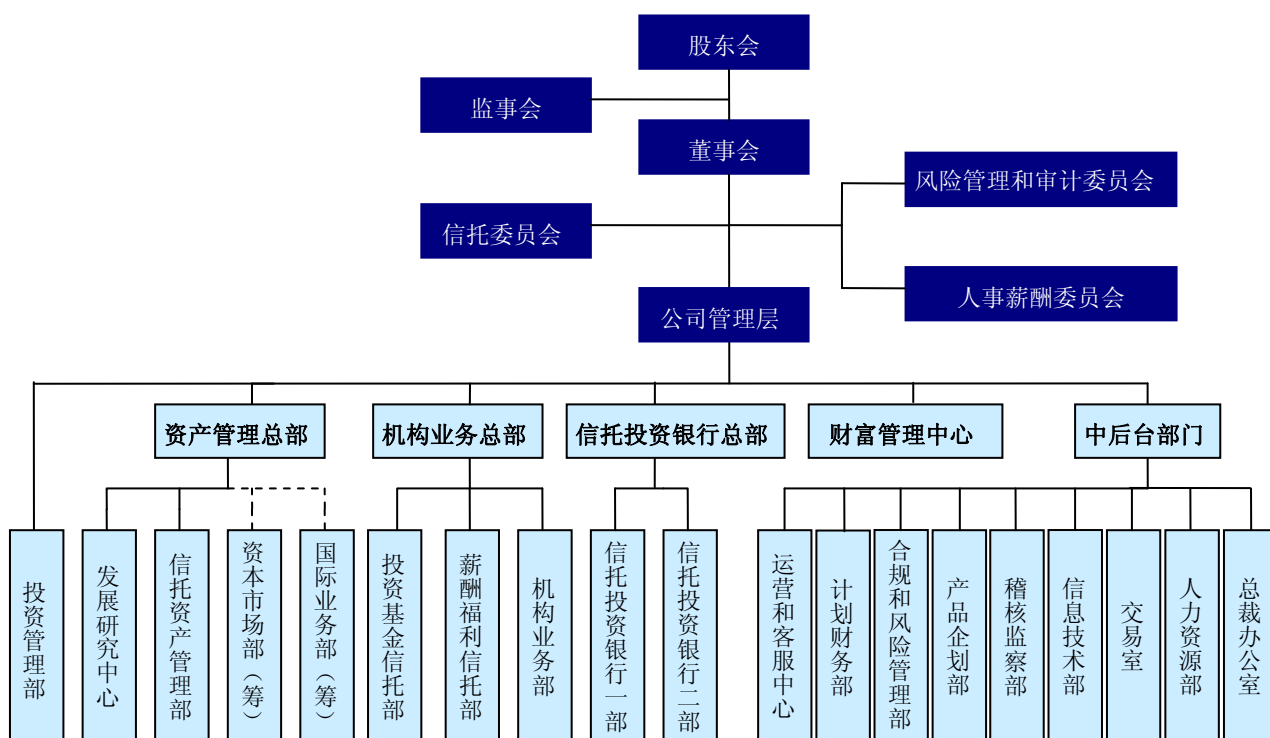 股东会
监事会
董事会
风险管理和审计委员会
信托委员会
人事薪酬委员会
公司管理层
资产管理总部
机构业务总部
信托投资银行总部
财富管理中心
中后台部门
投资管理部
发展研究中心
信托资产管理部
资本市场部（筹）
国际业务部（筹）
投资基金信托部
薪酬福利信托部
机构业务部
信托投资银行一部
信托投资银行二部
运营和客服中心
计划财务部
合规和风险管理部
产品企划部
稽核监察部
信息技术部
交易室
人力资源部
总裁办公室